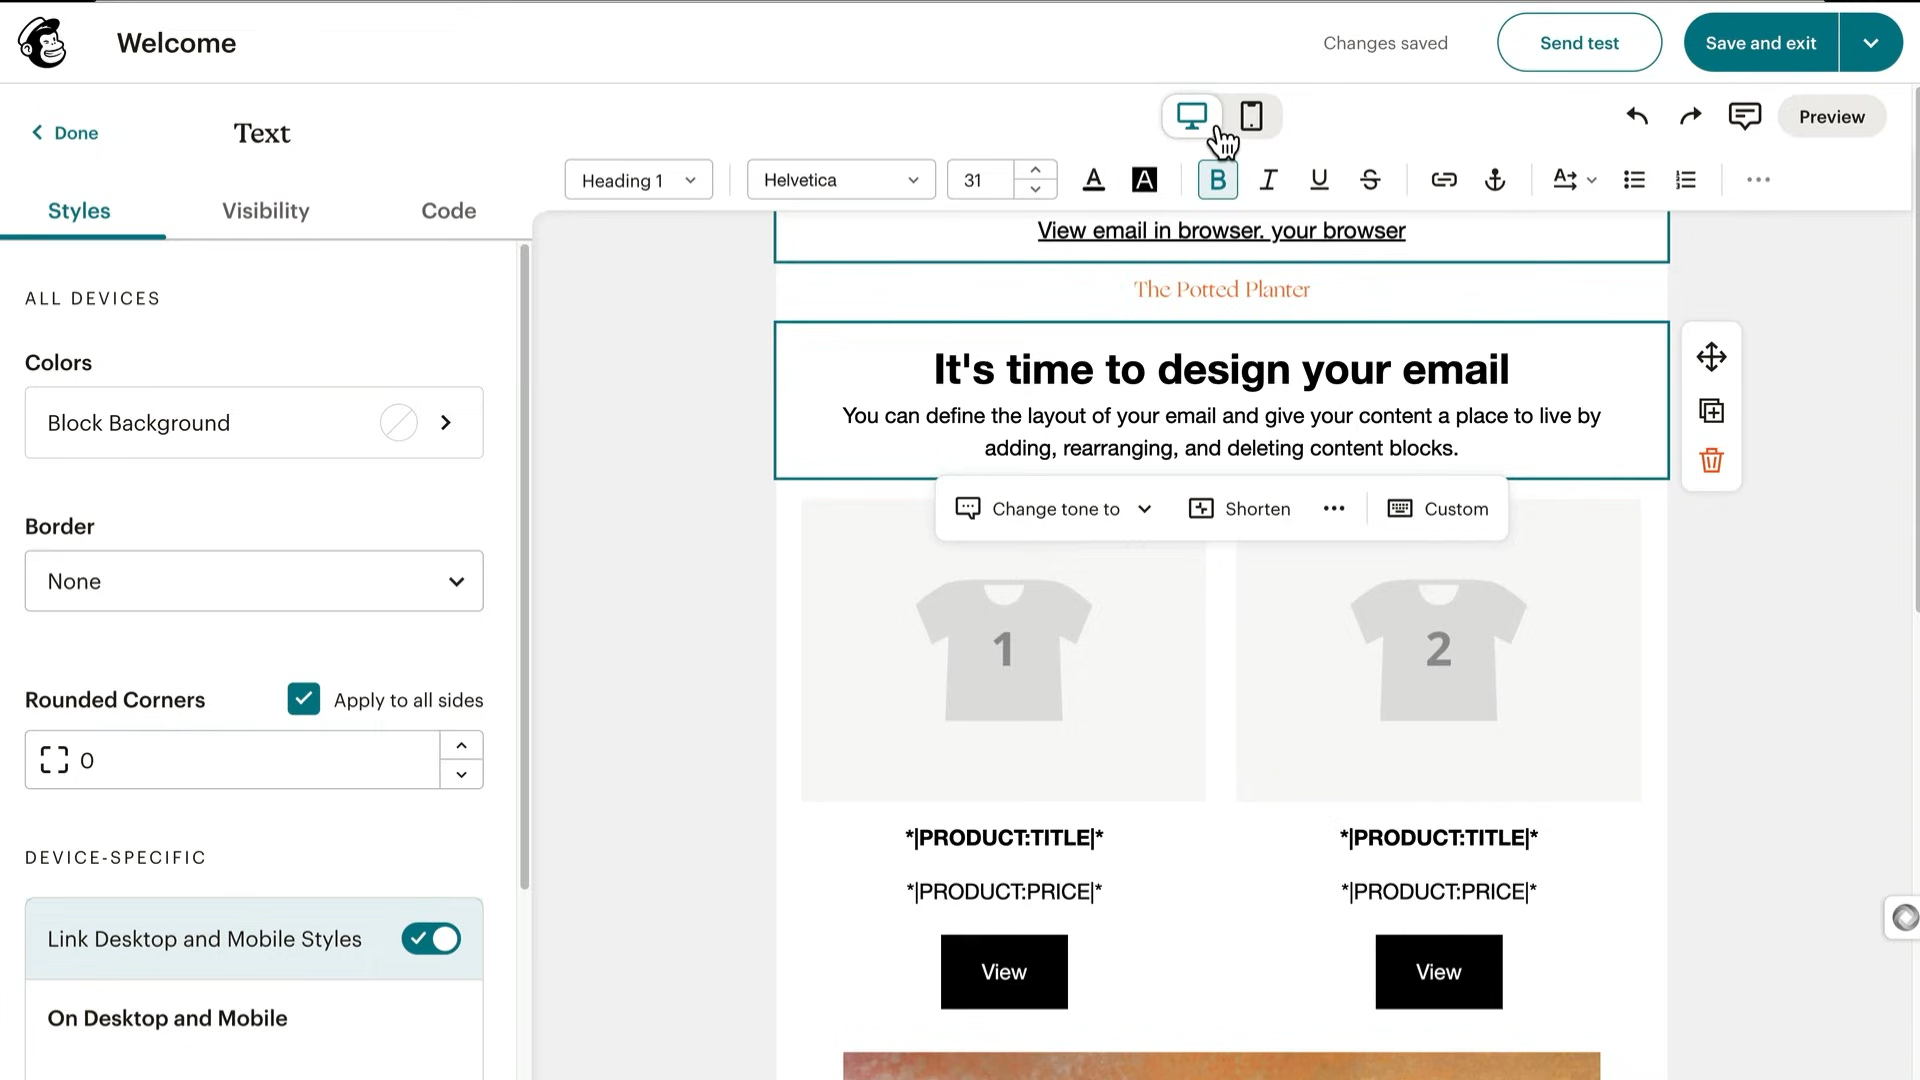 Welcome
Changes saved
Send test
Save and exit
Done
Text
Preview
Heading 1
Helvetica
31
A
A
B
I
U
S
Styles
Visibility
Code
View email in browser. your browser
ALL DEVICES
The Potted Planter
Colors
Block Background
It's time to design your email
You can define the layout of your email and give your content a place to live by
adding, rearranging, and deleting content blocks.
Change tone to
Shorten
Custom
Border
None
1
2
Rounded Corners
Apply to all sides
0
*|PRODUCT:TITLE|*
*|PRODUCT:TITLE|*
*|PRODUCT:PRICE|*
*|PRODUCT:PRICE|*
DEVICE-SPECIFIC
Link Desktop and Mobile Styles
View
View
On Desktop and Mobile